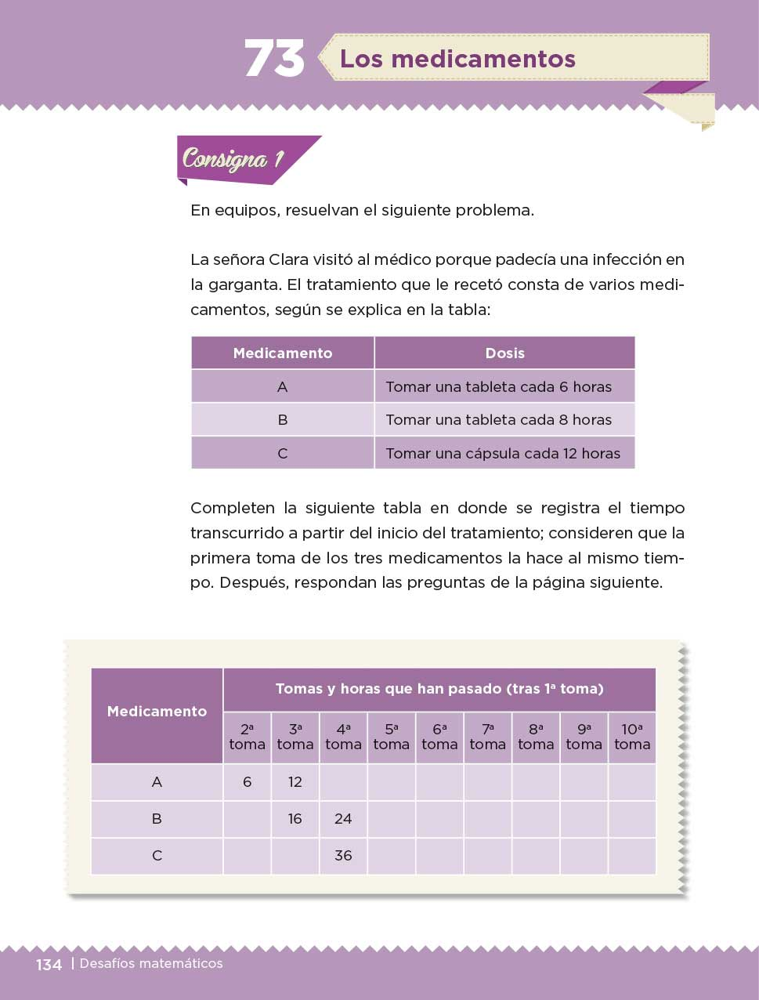 73
Los medicamentos
Consigna 1
En equipos, resuelvan el siguiente problema.
La señora Clara visitó al médico porque padecía una infección en
la garganta. El tratamiento que le recetó consta de varios medi-
camentos, según se explica en la tabla:
Medicamento Dosis
A Tomar una tableta cada 6 horas
B Tomar una tableta cada 8 horas
C Tomar una cápsula cada 12 horas
Completen la siguiente tabla en donde se registra el tiempo
transcurrido a partir del inicio del tratamiento; consideren que la
primera toma de los tres medicamentos la hace al mismo tiem-
po. Después, respondan las preguntas de la página siguiente.
Medicamento
Tomas y horas que han pasado (tras 1ª toma)
2ª 3ª 4ª 5ª 6ª 7ª 8ª 9ª 10ª
toma toma toma toma toma toma toma toma toma
A 6 12
B 16 24
C 36
134 | Desafíos matemáticos